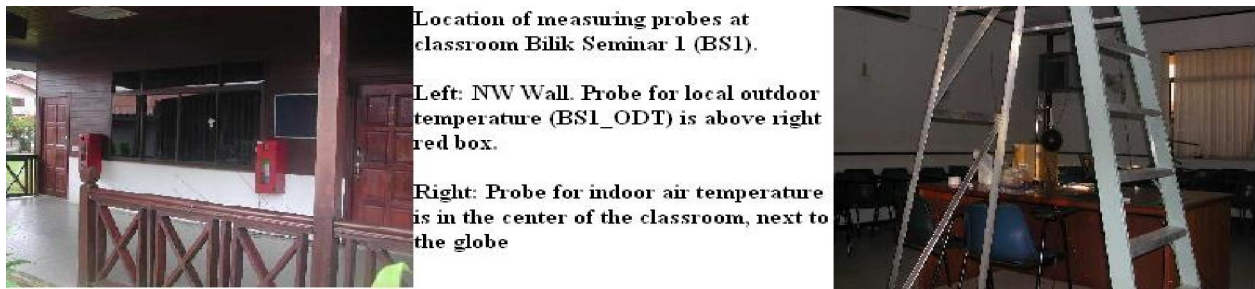 Location of measuring probes at
classroom Bilik Seminar 1 (BS1).
Left: NW Wall. Probe for local outdoor
temperature (BS1_ODT) is above right
red box.
Right: Probe for indoor air temperature
is in the center of the classroom, next to
the globe